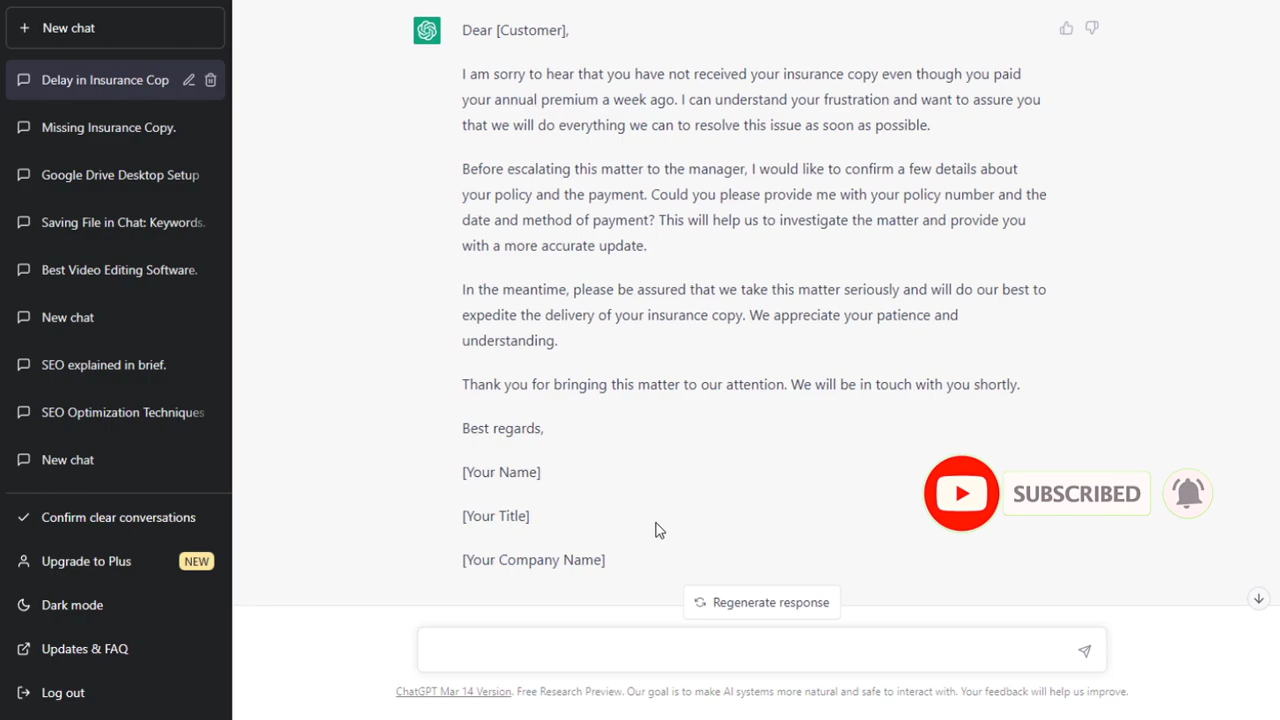 New chat
Delay in Insurance Cop
Missing Insurance Copy.
Google Drive Desktop Setup
Saving File in Chat: Keywords.
Best Video Editing Software.
New chat
SEO explained in brief.
SEO Optimization Techniques
New chat
Confirm clear conversations
Upgrade to Plus NEW
Dark mode
Updates & FAQ
Log out
Dear [Customer],
I am sorry to hear that you have not received your insurance copy even though you paid
your annual premium a week ago. I can understand your frustration and want to assure you
that we will do everything we can to resolve this issue as soon as possible.
Before escalating this matter to the manager, I would like to confirm a few details about
your policy and the payment. Could you please provide me with your policy number and the
date and method of payment? This will help us to investigate the matter and provide you
with a more accurate update.
In the meantime, please be assured that we take this matter seriously and will do our best to
expedite the delivery of your insurance copy. We appreciate your patience and
understanding.
Thank you for bringing this matter to our attention. We will be in touch with you shortly.
Best regards,
[Your Name]
[Your Title]
[Your Company Name]
SUBSCRIBED
Regenerate response
ChatGPT Mar 14 Version. Free Research Preview. Our goal is to make AI systems more natural and safe to interact with. Your feedback will help us improve.